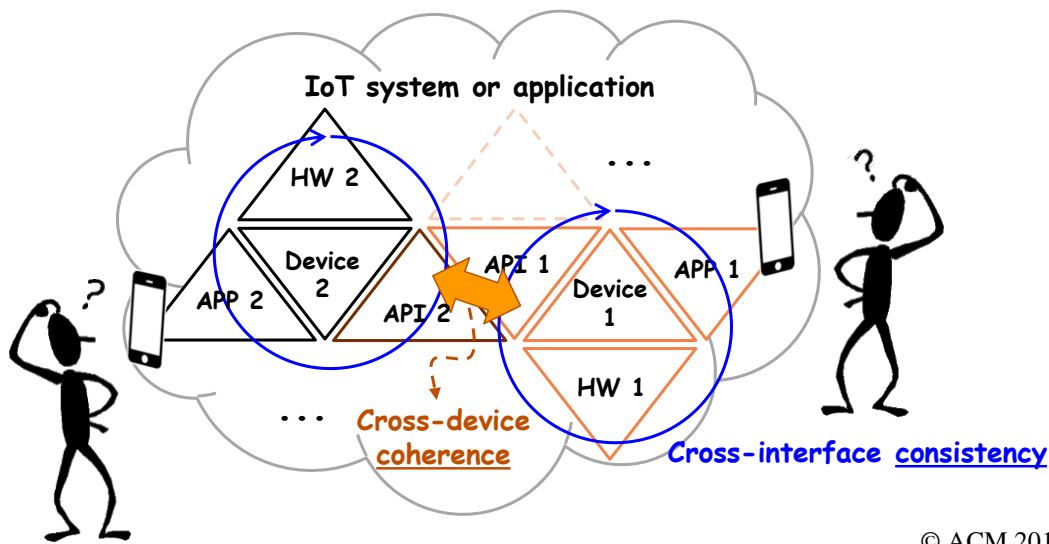 IoT system or application
HW 2
...
?
API 1
APP 1
Device
2
Device
1
APP 2
API 2
?
HW 1
...
Cross-device
coherence
Cross-interface consistency
© ACM 201